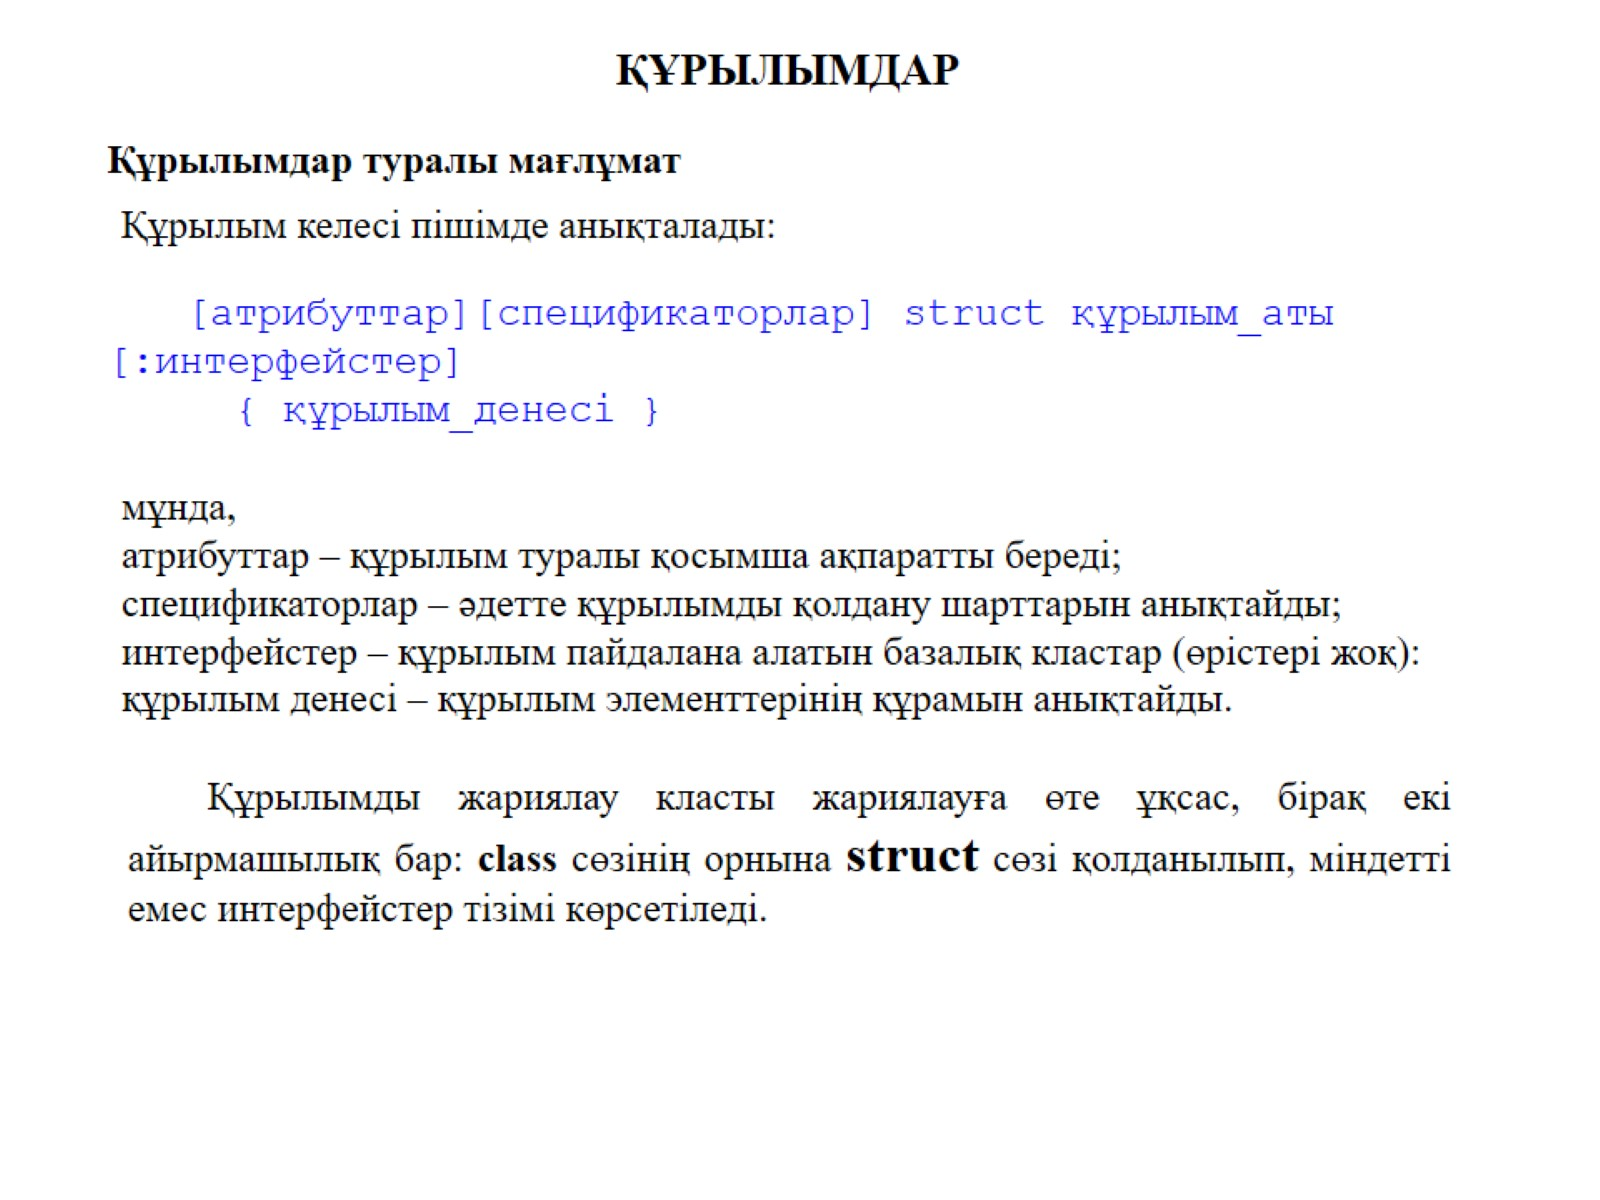 ҚҰРЫЛЫМДАР
Құрылымдар туралы мағлұмат
Құрылым келесі пішімде анықталады:
[атрибуттар][спецификаторлар] struct құрылым_аты
[:интерфейстер]
{ құрылым_денесі }
мұнда,
атрибуттар – құрылым туралы қосымша ақпаратты береді;
спецификаторлар – әдетте құрылымды қолдану шарттарын анықтайды;
интерфейстер – құрылым пайдалана алатын базалық кластар (өрістері жоқ):
құрылым денесі – құрылым элементтерінің құрамын анықтайды.
Құрылымды жариялау класты жариялауға өте ұқсас, бірақ екі
айырмашылық бар: class сөзінің орнына struct сөзі қолданылып, міндетті
емес интерфейстер тізімі көрсетіледі.